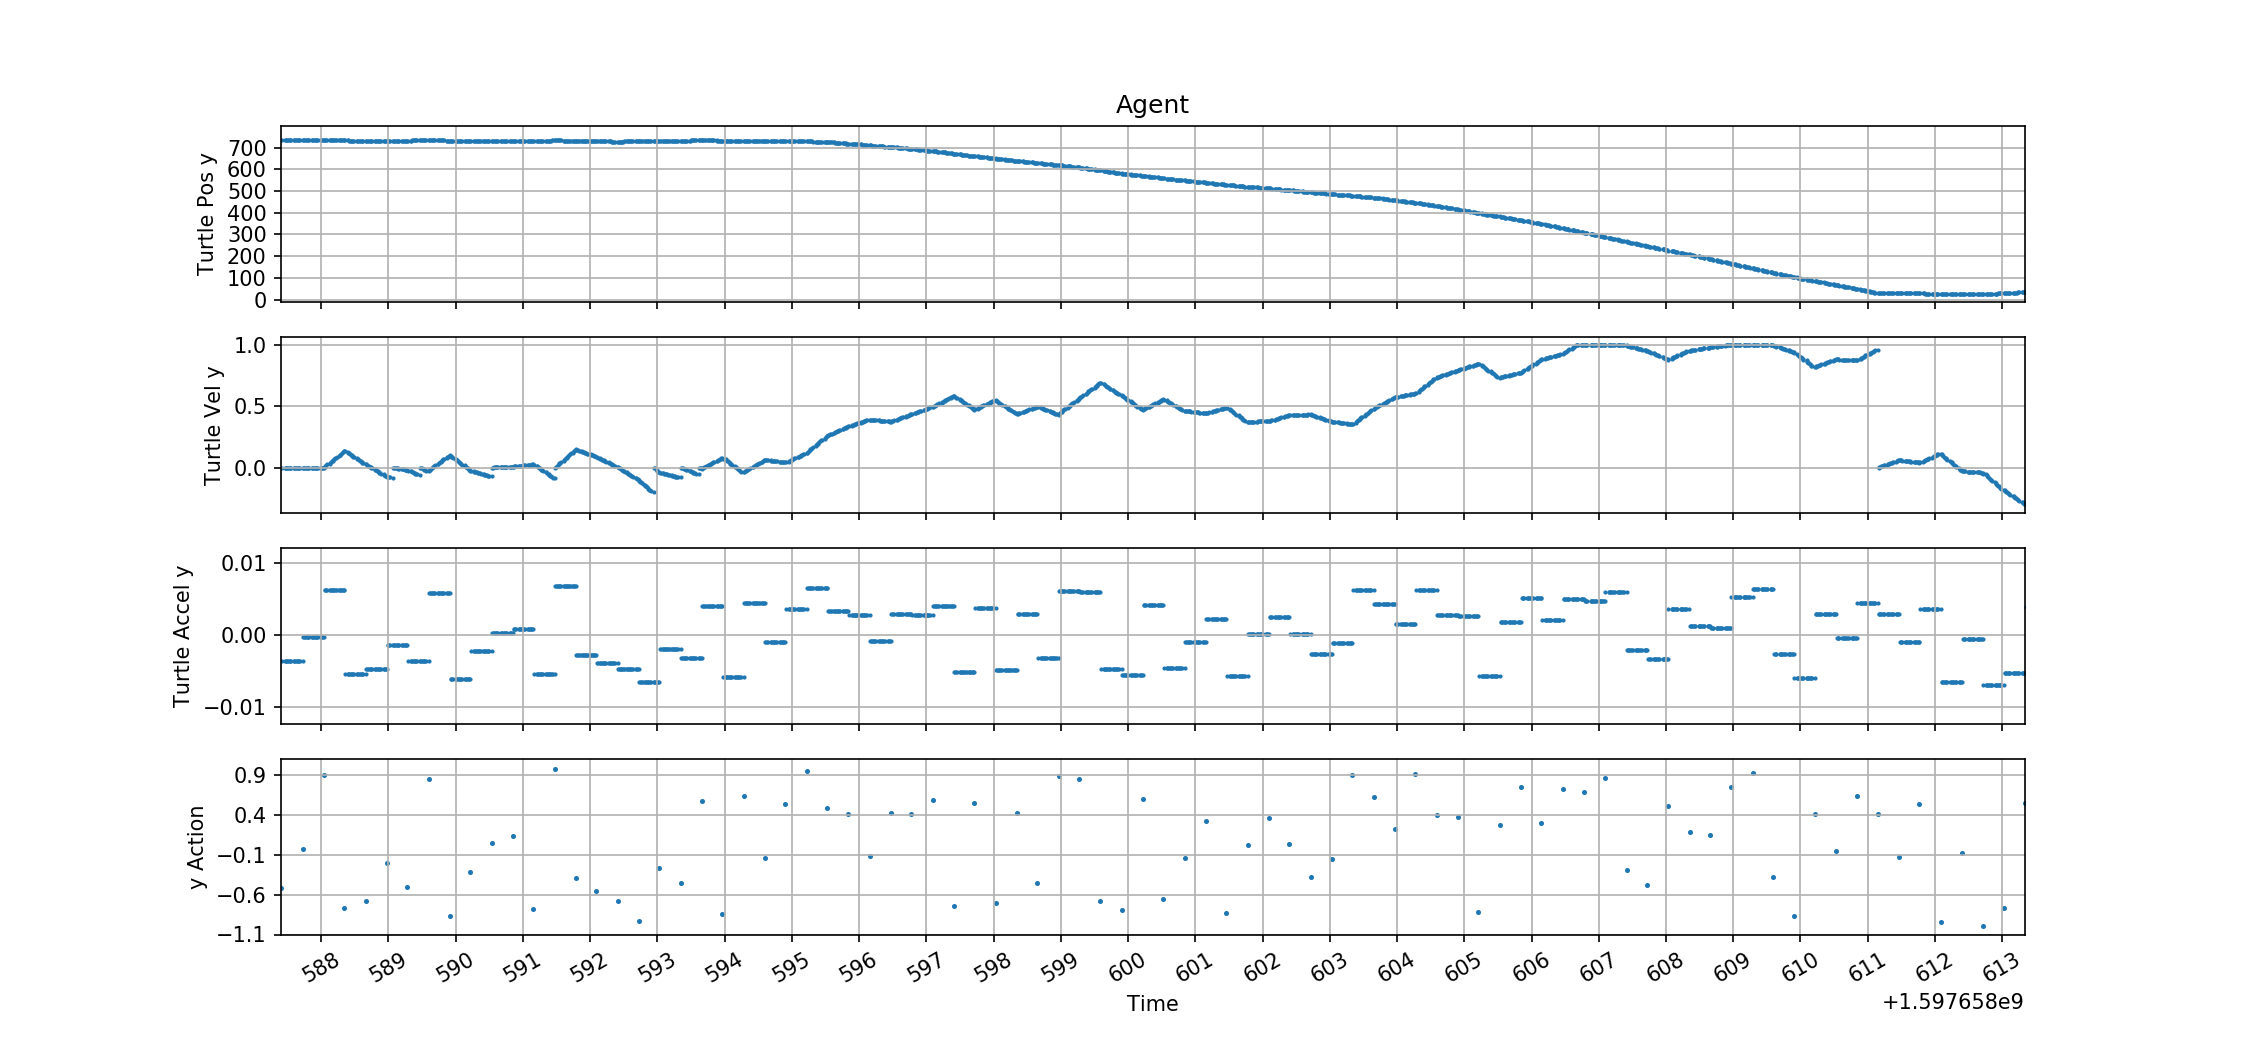 Agent
Turtle Pos y
700
600
500
400
300
200
100
0
Turtle Vel y
1.0
0.5
0.0
Turtle Accel y
0.01
0.00
−0.01
y Action
0.9
0.4
−0.1
−0.6
−1.1
588 589 590 591 592 593 594 595 596 597 598 599 600 601 602 603 604 605 606 607 608 609 610 611 612 613
Time
+1.597658e9